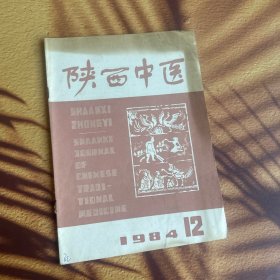 陕西中医
SHAANXI
ZHONGYI
SHAANXI
JOURNAL
OF
CHINESE
TRADI-
TIONAL
MEDICINE
1984 12